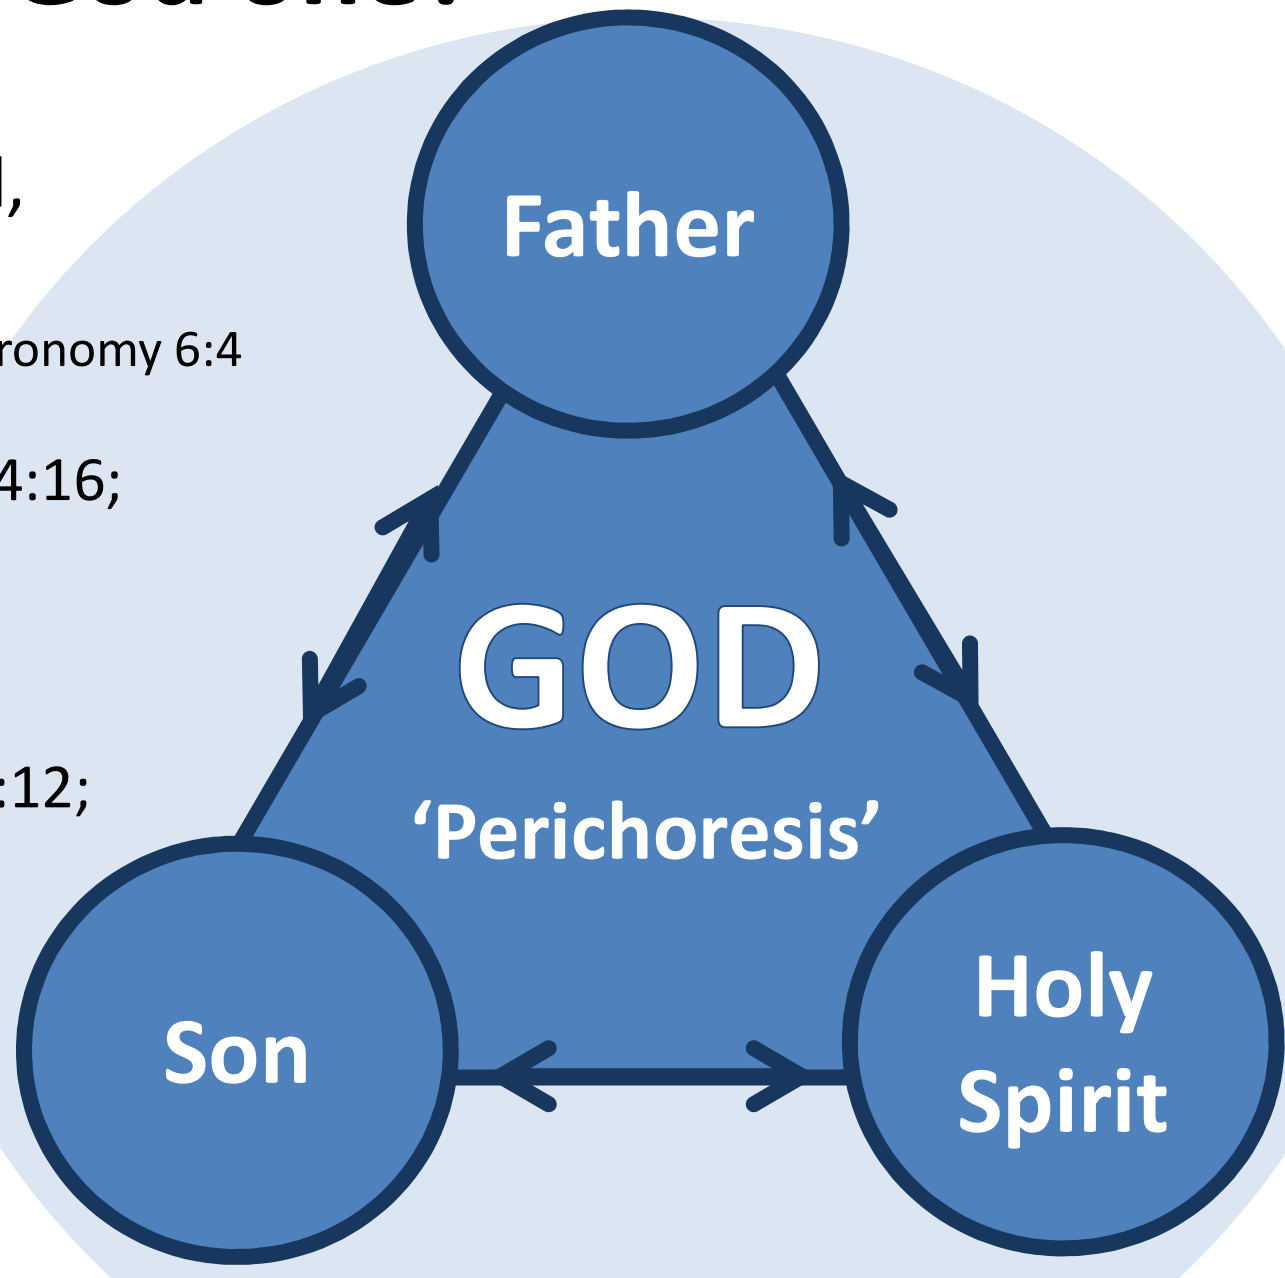 Father
ronomy 6:4
4:16;
GOD
:12;
‘Perichoresis’
Son
Holy
Spirit